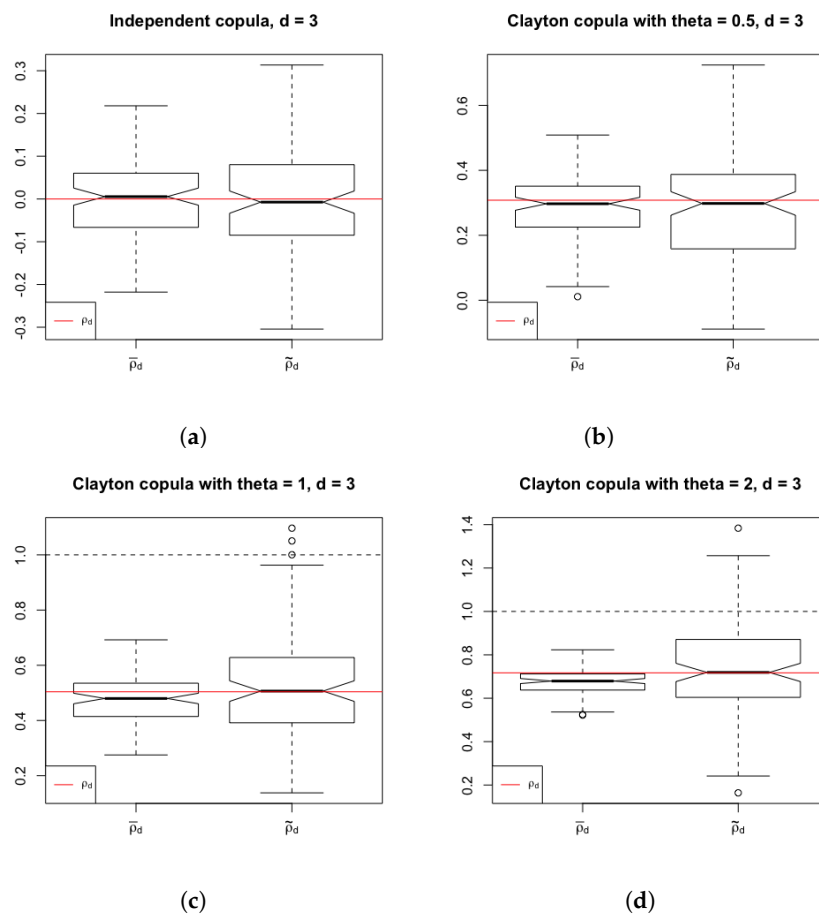 Independent copula, d = 3
0.3
0.2
0.1
0.0
-0.1
-0.2
-0.3
ρd
ρ̄d
ρ̃d
(a)
Clayton copula with theta = 0.5, d = 3
0.6
0.4
0.2
0.0
ρd
ρ̄d
ρ̃d
(b)
Clayton copula with theta = 1, d = 3
1.0
0.8
0.6
0.4
0.2
ρd
ρ̄d
ρ̃d
(c)
Clayton copula with theta = 2, d = 3
1.4
1.2
1.0
0.8
0.6
0.4
0.2
ρd
ρ̄d
ρ̃d
(d)